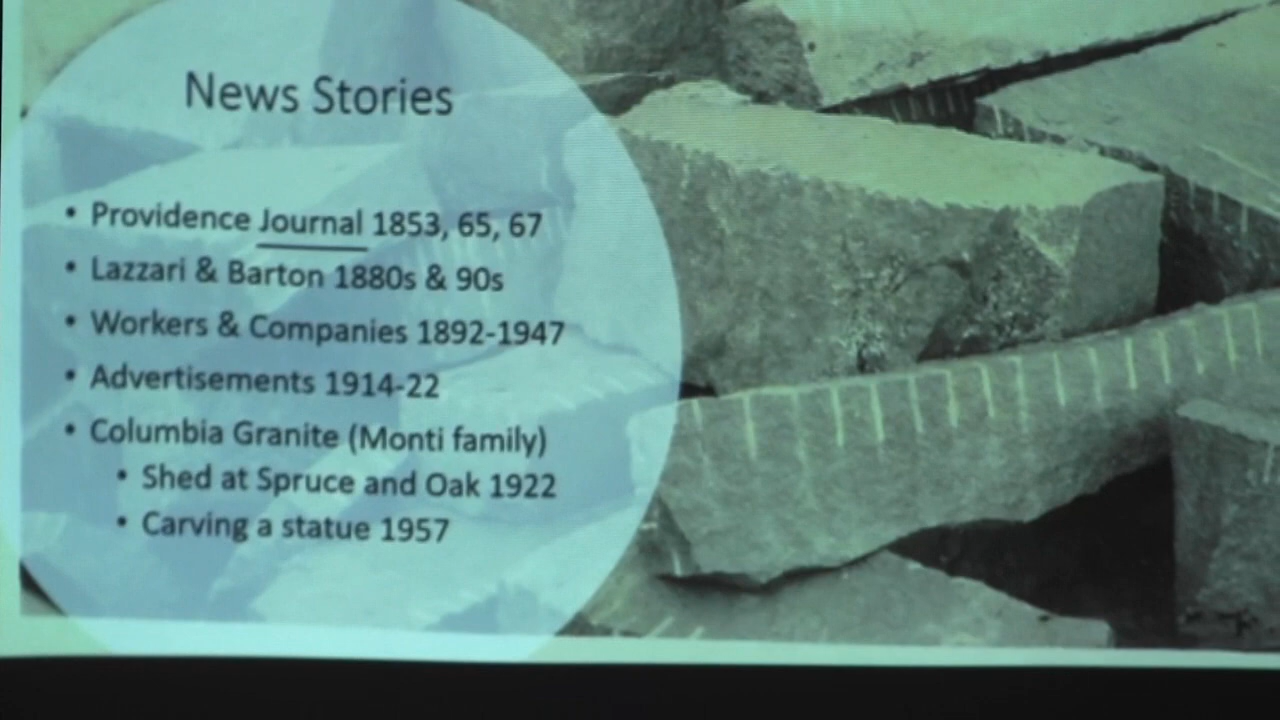 News Stories
• Providence Journal 1853, 65, 67
• Lazzari & Barton 1880s & 90s
• Workers & Companies 1892-1947
• Advertisements 1914-22
• Columbia Granite (Monti family)
• Shed at Spruce and Oak 1922
• Carving a statue 1957